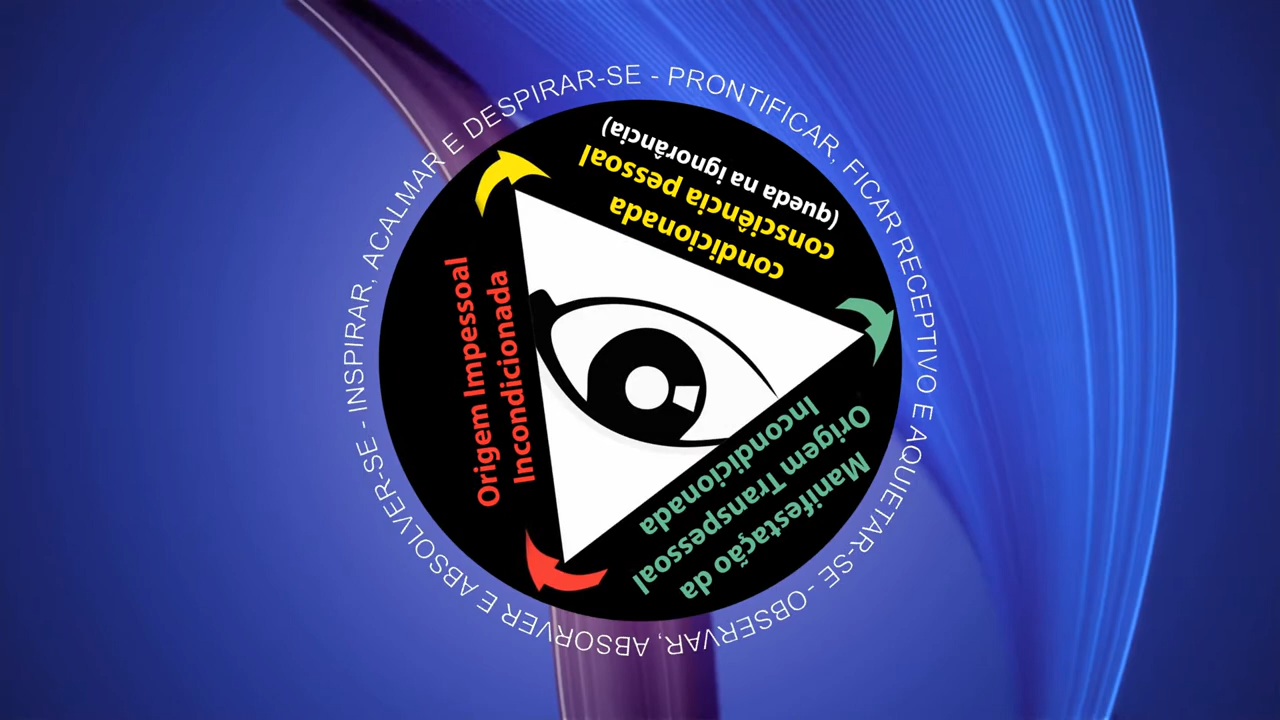 INSPIRAR, ACALMAR E DESPIRAR-SE - PRONTIFICAR, FICAR RECEPTIVO E AQUIETAR-SE - OBSERVAR, ABSORVER E ABSOLVER-SE -
Origem Impessoal
Incondicionada
condicionada
consciência pessoal
(queda na ignorância)
Incondicionada
Origem Transpessoal
Manifestação da